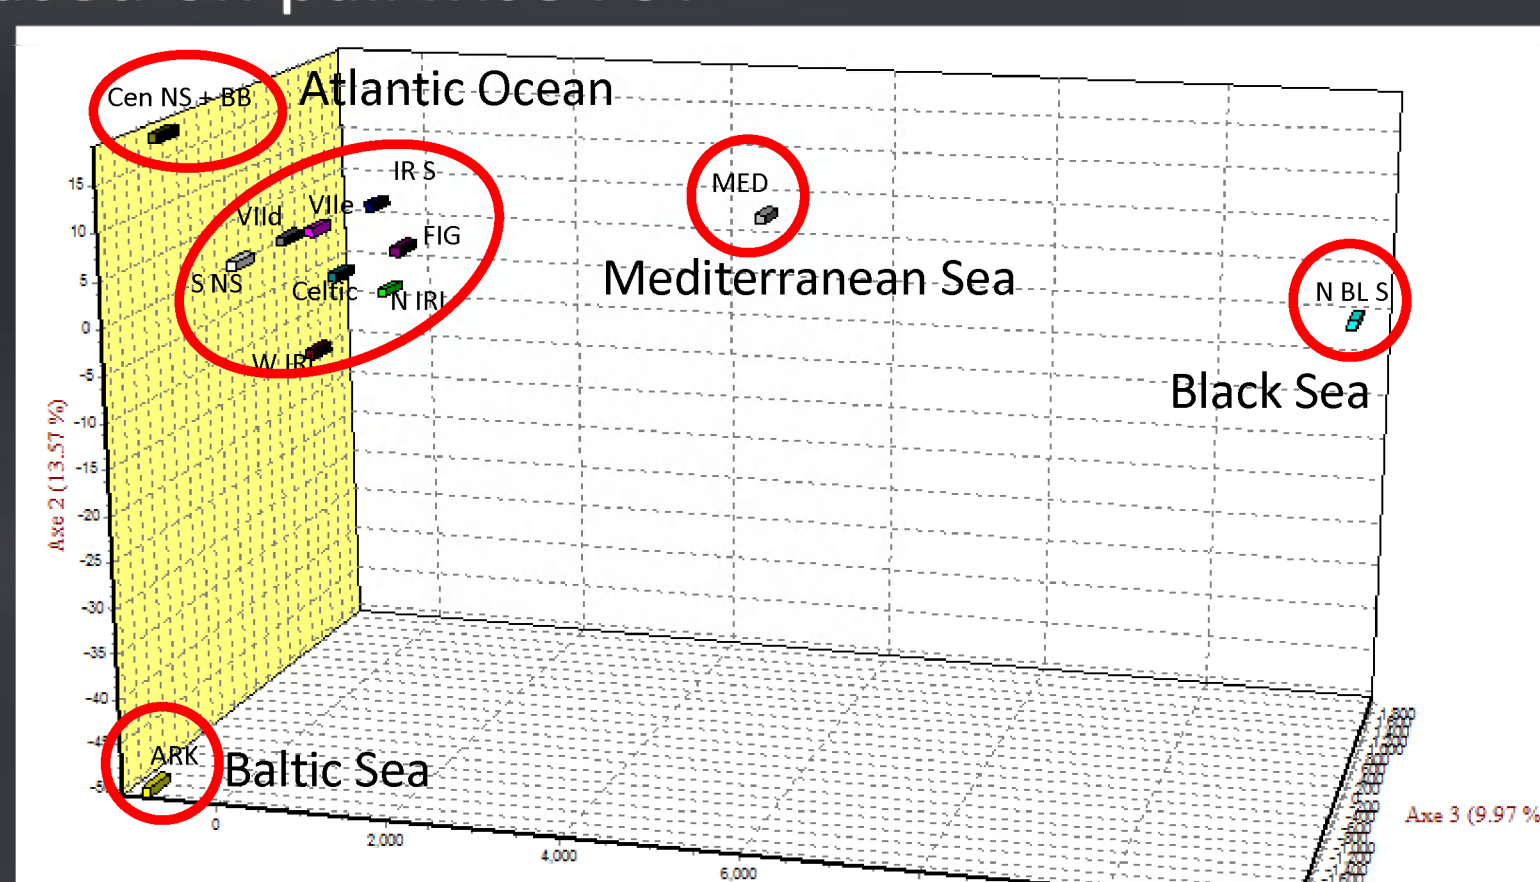 Cen NS + BB
Atlantic Ocean
IR S
VIId
VIIe
FIG
S NS
Celtic
N IRL
W IRL
MED
Mediterranean Sea
N BL S
Black Sea
ARK
Baltic Sea
Axe 2 (13.57 %)
15
10
5
0
-5
-10
-15
-20
-25
-30
-35
-40
0
2,000
4,000
6,000
Axe 3 (9.97 %